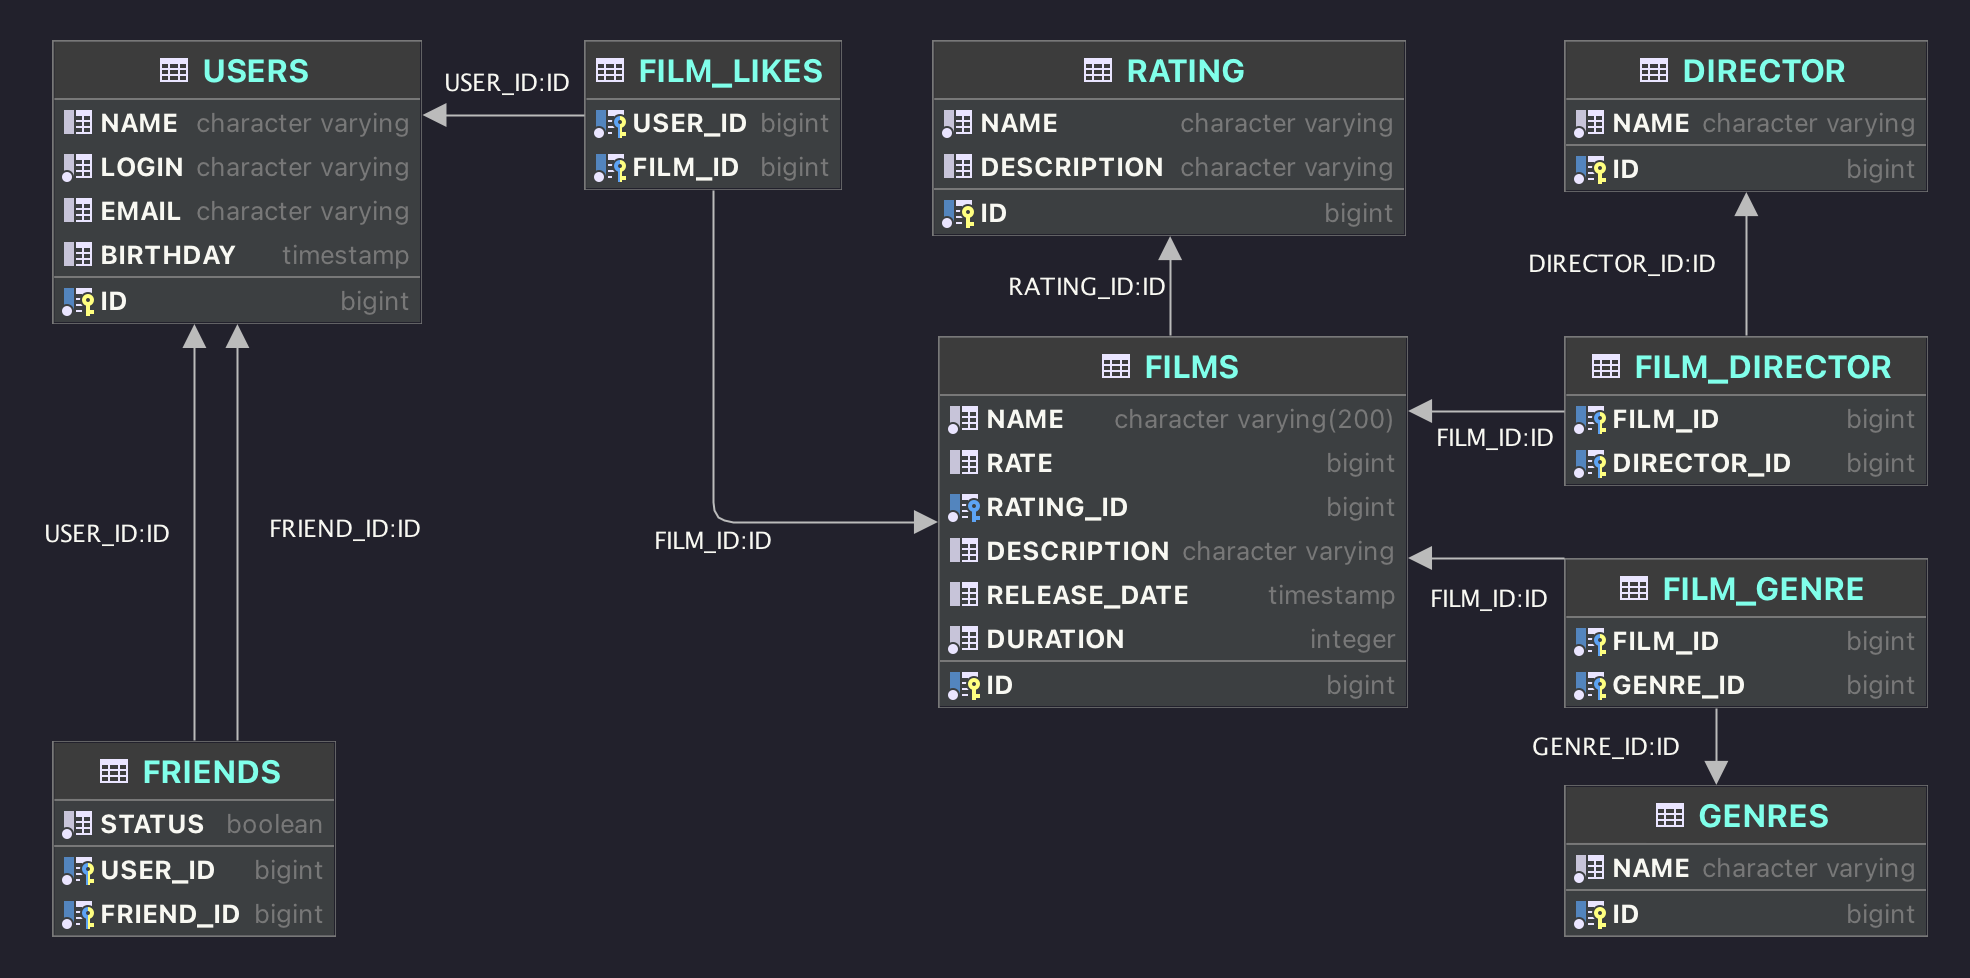 USERS
NAME character varying
LOGIN character varying
EMAIL character varying
BIRTHDAY timestamp
ID bigint
USER_ID:ID
FILM_LIKES
USER_ID bigint
FILM_ID bigint
RATING
NAME character varying
DESCRIPTION character varying
ID bigint
DIRECTOR
NAME character varying
ID bigint
RATING_ID:ID
DIRECTOR_ID:ID
FILMS
NAME character varying(200)
RATE bigint
RATING_ID bigint
DESCRIPTION character varying
RELEASE_DATE timestamp
DURATION integer
ID bigint
FILM_DIRECTOR
FILM_ID bigint
DIRECTOR_ID bigint
FILM_ID:ID
USER_ID:ID
FRIEND_ID:ID
FILM_ID:ID
FILM_ID:ID
FILM_GENRE
FILM_ID bigint
GENRE_ID bigint
GENRE_ID:ID
FRIENDS
STATUS boolean
USER_ID bigint
FRIEND_ID bigint
GENRES
NAME character varying
ID bigint